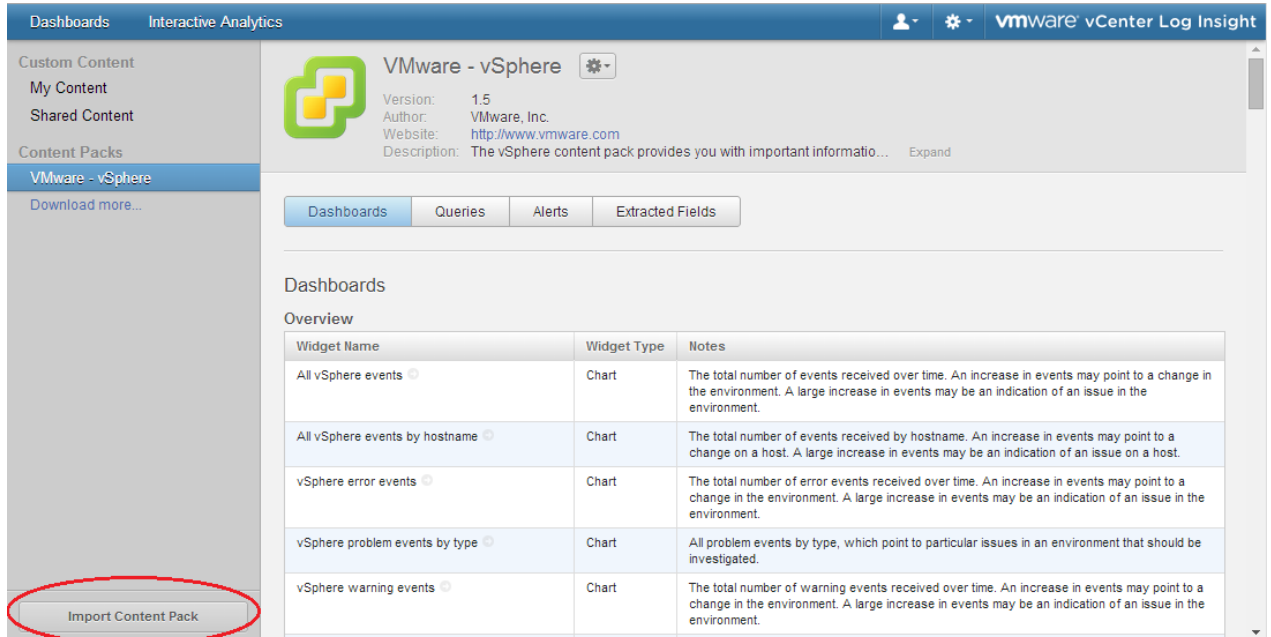 Dashboards Interactive Analytics vmware vCenter Log Insight
Custom Content
My Content
Shared Content
Content Packs
VMware - vSphere
Download more...
Import Content Pack
VMware - vSphere
Version: 1.5
Author: VMware, Inc.
Website: http://www.vmware.com
Description: The vSphere content pack provides you with important informatio... Expand
Dashboards Queries Alerts Extracted Fields
Dashboards
Overview
Widget Name Widget Type Notes
All vSphere events Chart The total number of events received over time. An increase in events may point to a change in
the environment. A large increase in events may be an indication of an issue in the
environment.
All vSphere events by hostname Chart The total number of events received by hostname. An increase in events may point to a
change on a host. A large increase in events may be an indication of an issue on a host.
vSphere error events Chart The total number of error events received over time. An increase in events may point to a
change in the environment. A large increase in events may be an indication of an issue in the
environment.
vSphere problem events by type Chart All problem events by type, which point to particular issues in an environment that should be
investigated.
vSphere warning events Chart The total number of warning events received over time. An increase in events may point to a
change in the environment. A large increase in events may be an indication of an issue in the
environment.